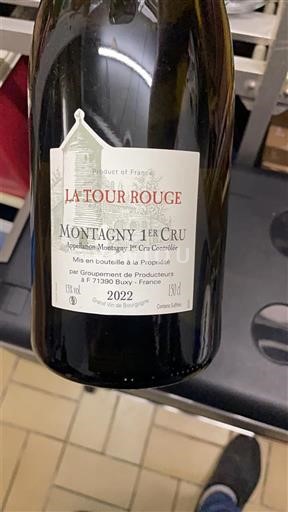 Product of France
LA TOUR ROUGE
MONTAGNY 1ER CRU
Appellation Montagny 1er Cru Contrôlée
Mis en bouteille à la Propriété
par Groupement de Producteurs
à F 71390 Buxy - France
13% vol. 2022 150 cl
Grand Vin de Bourgogne
Contains Sulfites